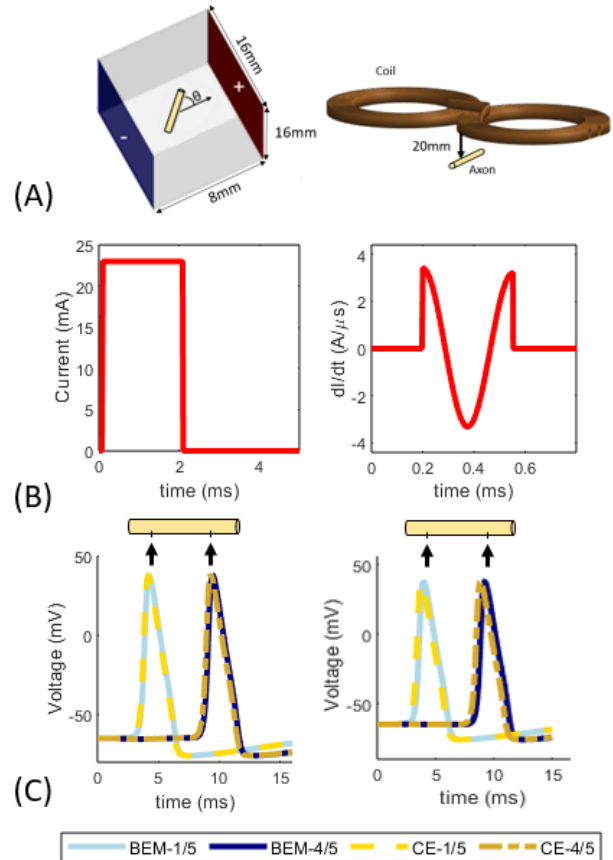 16mm
θ
+
-
16mm
8mm
Coil
20mm
Axon
(A)
25
20
15
10
5
0
Current (mA)
0
2
4
time (ms)
4
2
0
-2
-4
dI/dt (A/μs)
0
0.2
0.4
0.6
time (ms)
(B)
0
-50
Voltage (mV)
0
5
10
15
time (ms)
0
-50
Voltage (mV)
0
5
10
15
time (ms)
(C)
BEM-1/5 BEM-4/5 CE-1/5 CE-4/5